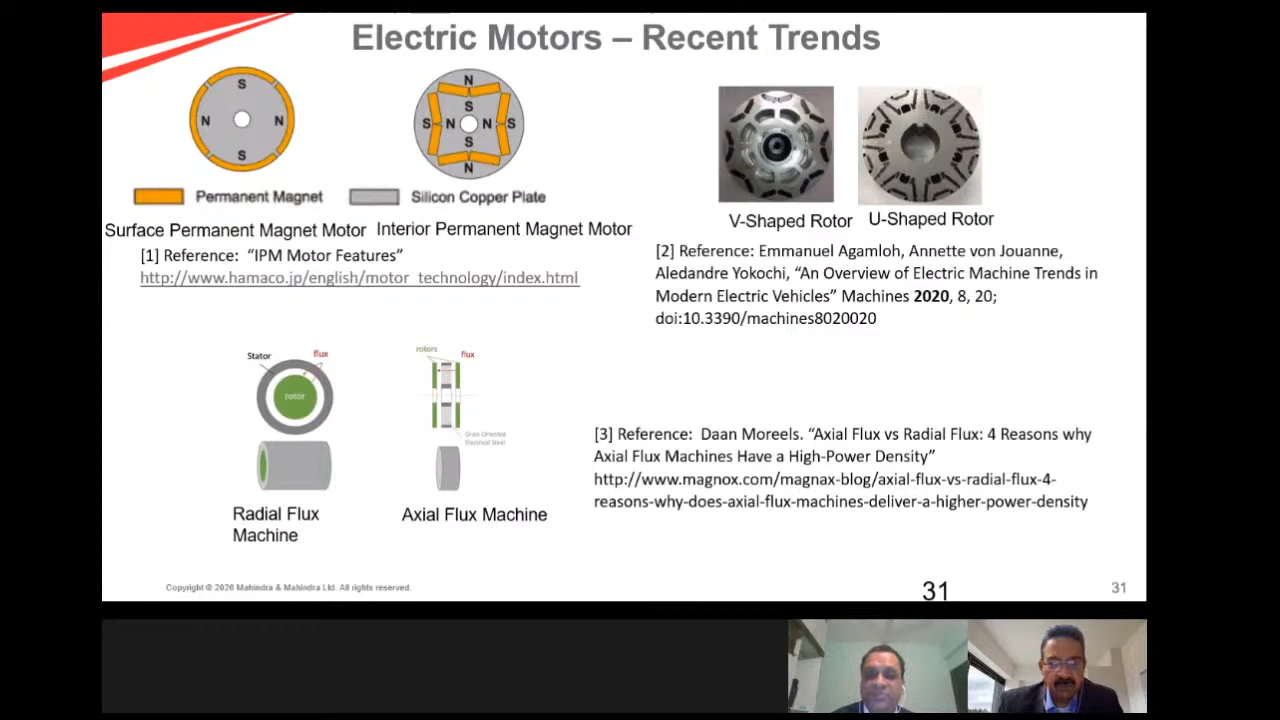 Electric Motors – Recent Trends
S
N
N
S
N
S
S N N S
S
N
Permanent Magnet
Silicon Copper Plate
Surface Permanent Magnet Motor
Interior Permanent Magnet Motor
[1] Reference: “IPM Motor Features”
http://www.hamaco.jp/english/motor_technology/index.html
V-Shaped Rotor
U-Shaped Rotor
[2] Reference: Emmanuel Agamloh, Annette von Jouanne,
Aledandre Yokochi, “An Overview of Electric Machine Trends in
Modern Electric Vehicles” Machines 2020, 8, 20;
doi:10.3390/machines8020020
Stator
flux
rotor
rotors
flux
Grain Oriented
Electrical Steel
Radial Flux
Machine
Axial Flux Machine
[3] Reference: Daan Moreels. “Axial Flux vs Radial Flux: 4 Reasons why
Axial Flux Machines Have a High-Power Density”
http://www.magnox.com/magnax-blog/axial-flux-vs-radial-flux-4-
reasons-why-does-axial-flux-machines-deliver-a-higher-power-density
Copyright © 2020 Mahindra & Mahindra Ltd. All rights reserved.
31
31